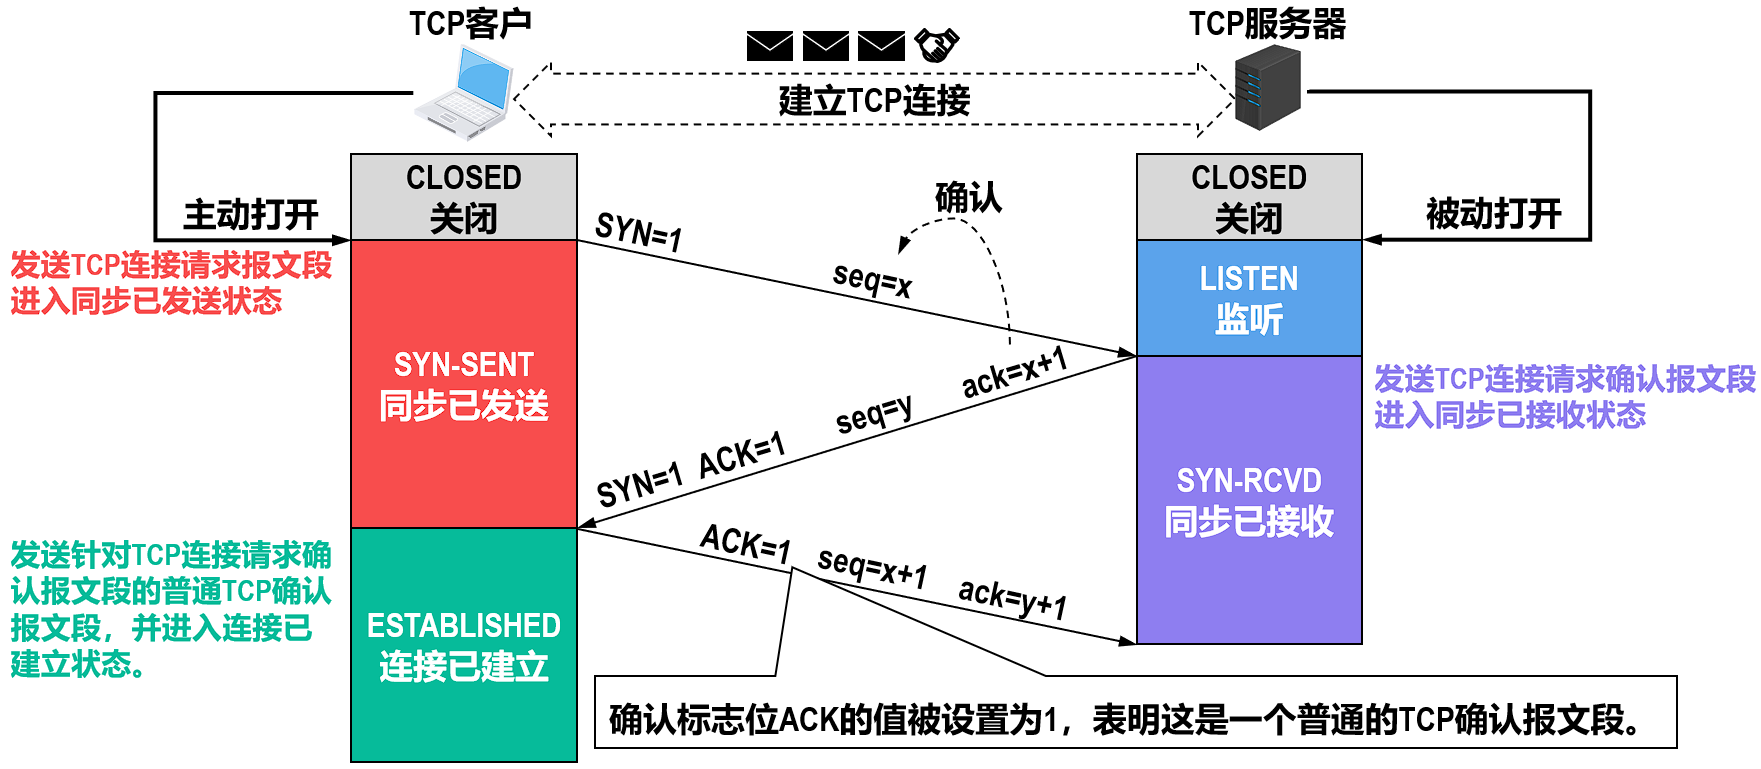 TCP客户
TCP服务器
建立TCP连接
CLOSED
关闭
CLOSED
关闭
主动打开
被动打开
确认
SYN=1
seq=x
发送TCP连接请求报文段
进入同步已发送状态
LISTEN
监听
SYN-SENT
同步已发送
ack=x+1
seq=y
SYN=1 ACK=1
发送TCP连接请求确认报文段
进入同步已接收状态
SYN-RCVD
同步已接收
ACK=1
seq=x+1
ack=y+1
发送针对TCP连接请求确
认报文段的普通TCP确认
报文段，并进入连接已
建立状态。
ESTABLISHED
连接已建立
确认标志位ACK的值被设置为1，表明这是一个普通的TCP确认报文段。